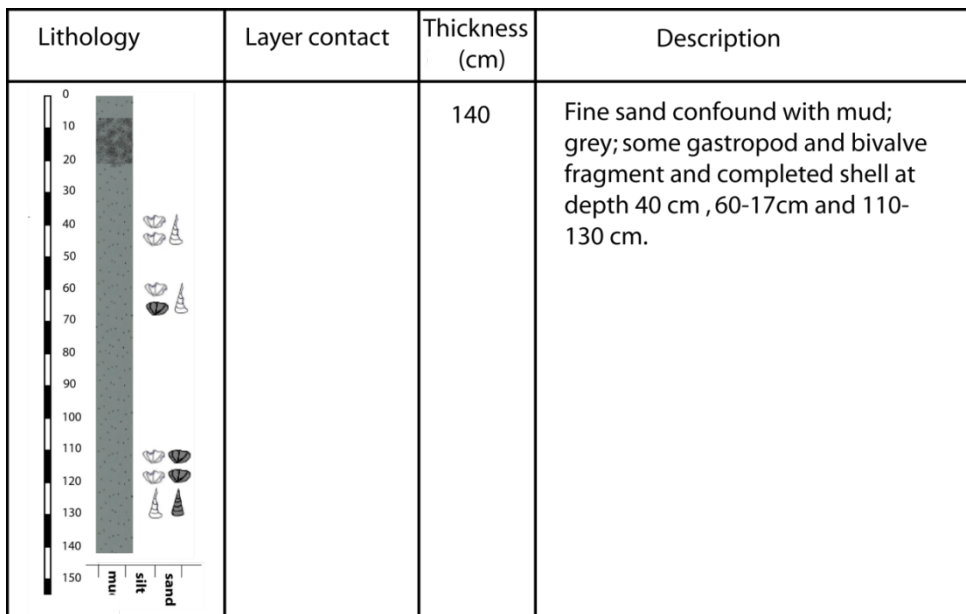 Lithology
Layer contact
Thickness
(cm)
Description
0
10
20
30
40
50
60
70
80
90
100
110
120
130
140
150
mu
silt
sand
140
Fine sand confound with mud;
grey; some gastropod and bivalve
fragment and completed shell at
depth 40 cm , 60-17cm and 110-
130 cm.